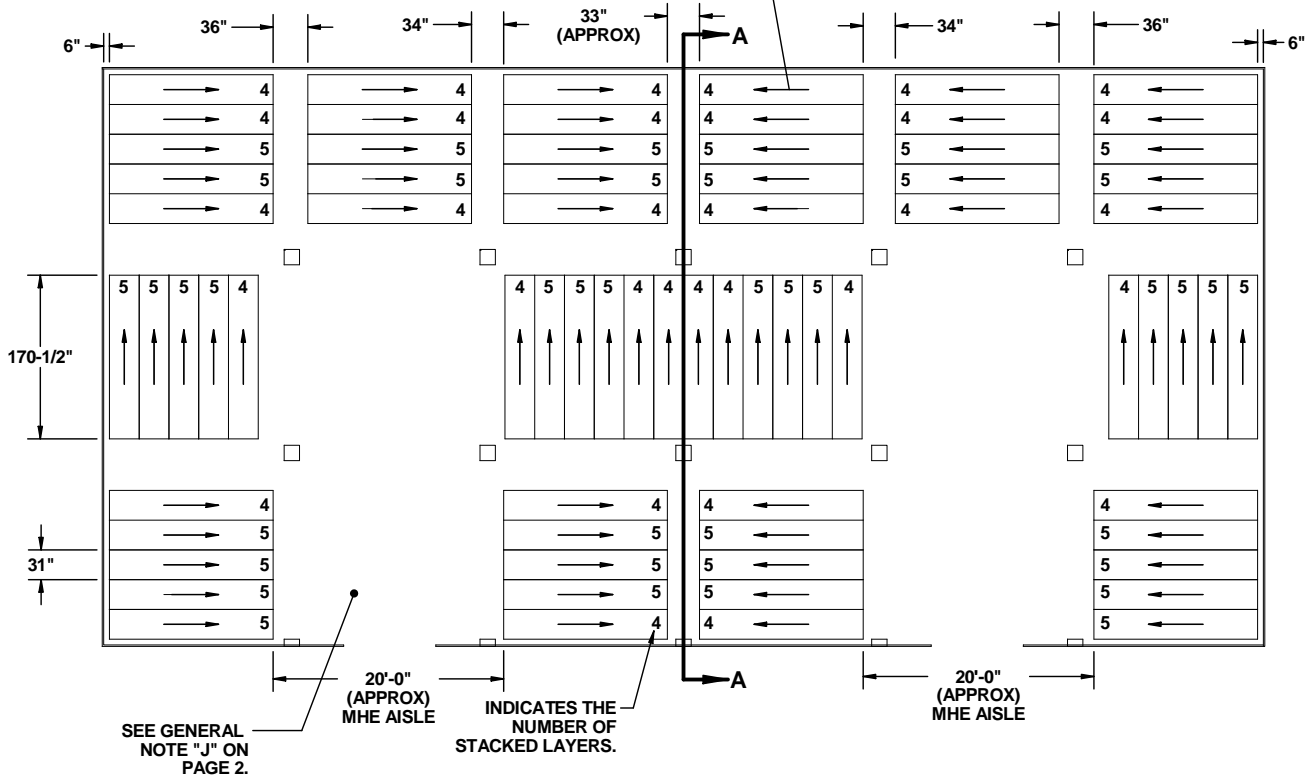 36"
34"
33"
(APPROX)
34"
36"
6"
6"
A
4 4 4 4 4 4
4 4 4 4 4 4
5 5 5 5 5 5
5 5 5 5 5 5
4 4 4 4 4 4
5 5 5 5 4
4 5 5 5 4 4 4 4 5 5 5 4
4 5 5 5 5
170-1/2"
4 4 4 4
5 5 5 5
5 5 5 5
5 5 5 5
5 4 4 5
31"
20'-0"
(APPROX)
MHE AISLE
A
20'-0"
(APPROX)
MHE AISLE
INDICATES THE
NUMBER OF
STACKED LAYERS.
SEE GENERAL
NOTE "J" ON
PAGE 2.